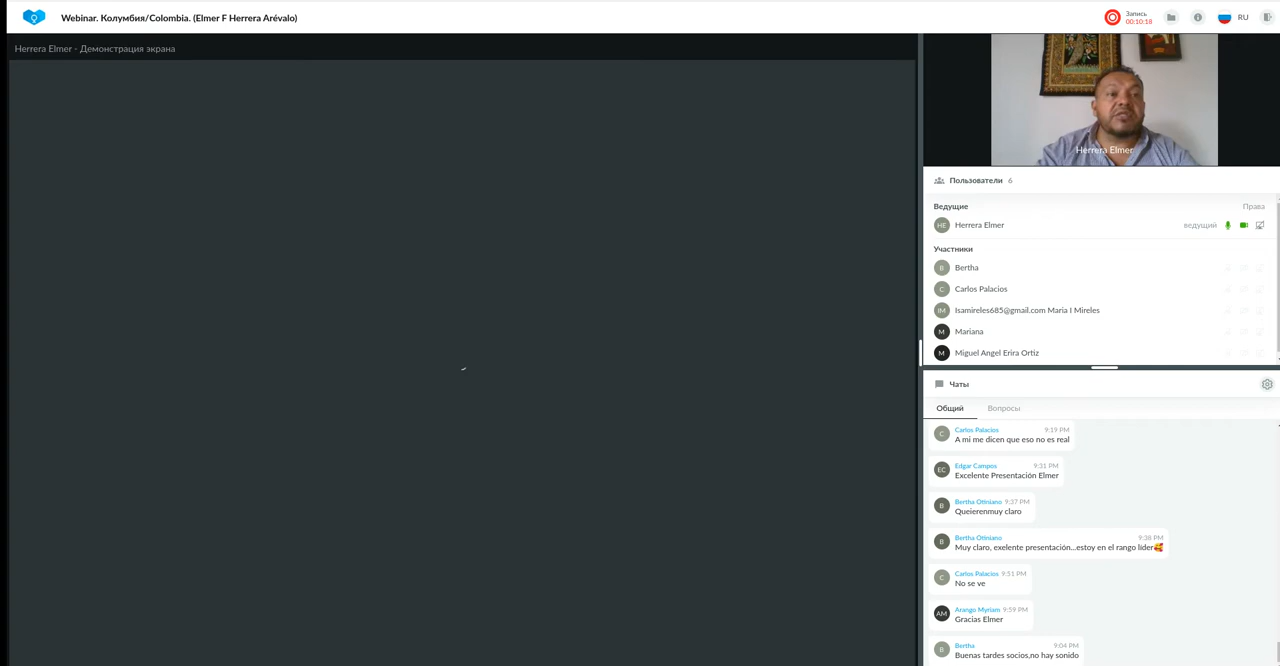 Webinar. Колумбия/Colombia. (Elmer F Herrera Arévalo)
Запись
00:10:18
RU
Herrera Elmer - Демонстрация экрана
Herrera Elmer
Пользователи 6
Ведущие Права
HE Herrera Elmer ведущий
Участники
B Bertha
C Carlos Palacios
IM Isamireles685@gmail.com Maria I Mireles
M Mariana
M Miguel Angel Erira Ortiz
Чаты
Общий Вопросы
C Carlos Palacios 9:19 PM
A mi me dicen que eso no es real
EC Edgar Campos 9:31 PM
Excelente Presentación Elmer
B Bertha Otiniano 9:37 PM
Queierenmuy claro
B Bertha Otiniano 9:38 PM
Muy claro, exelente presentación...estoy en el rango líder🥰
C Carlos Palacios 9:51 PM
No se ve
AM Arango Myriam 9:59 PM
Gracias Elmer
B Bertha 9:04 PM
Buenas tardes socios,no hay sonido